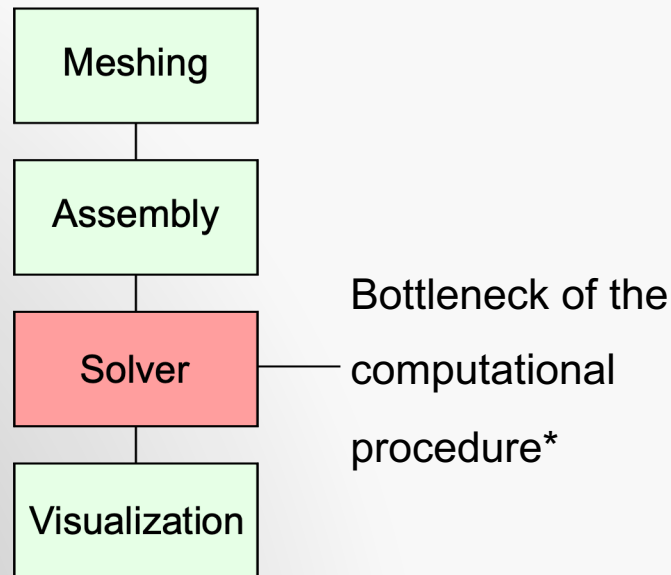 Meshing
Assembly
Solver
Bottleneck of the
computational
procedure*
Visualization